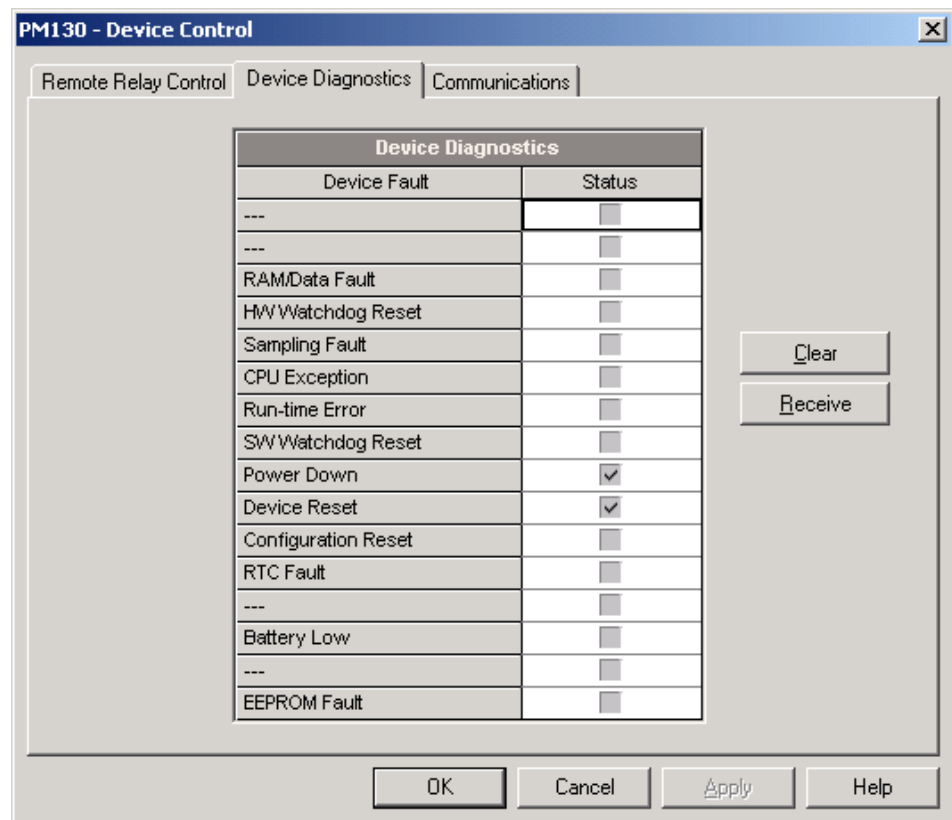 PM130 - Device Control
Remote Relay Control Device Diagnostics Communications
Device Diagnostics
Device Fault Status
---
---
RAM/Data Fault
HW Watchdog Reset
Sampling Fault
CPU Exception
Run-time Error
SW Watchdog Reset
Power Down
Device Reset
Configuration Reset
RTC Fault
---
Battery Low
---
EEPROM Fault
Clear
Receive
OK Cancel Apply Help